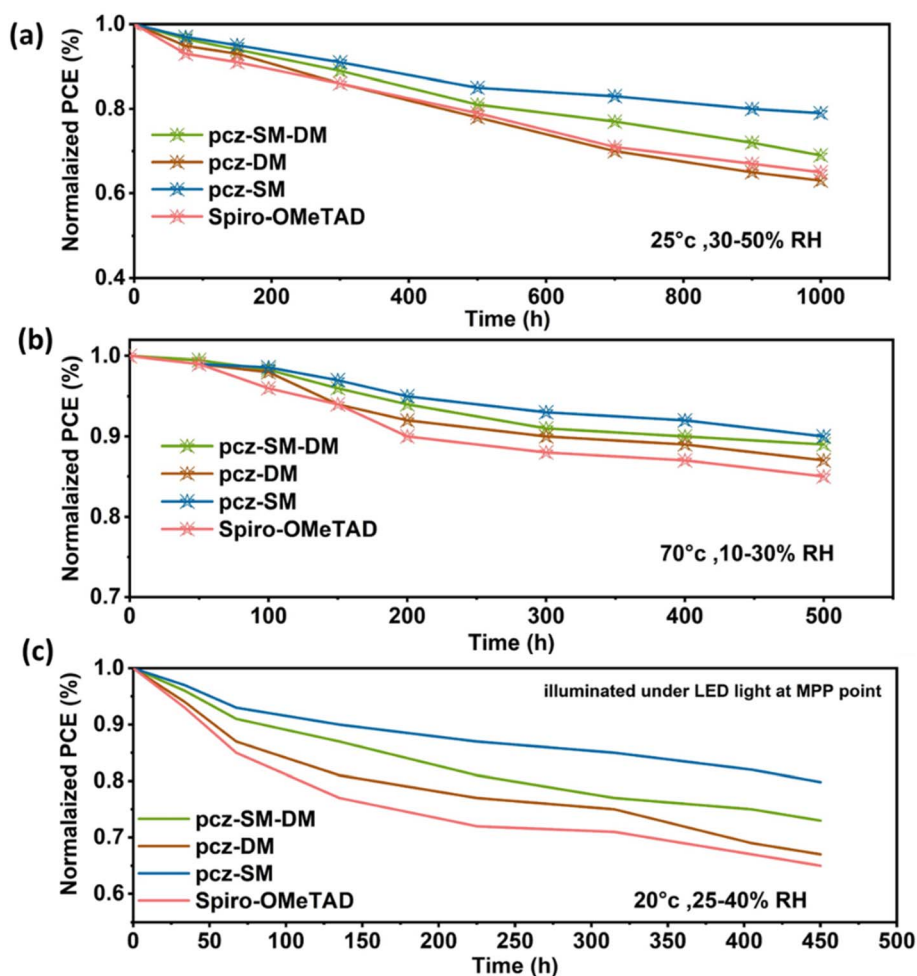 (a)
Normalaized PCE (%)
1.0
0.8
0.6
0.4
pcz-SM-DM
pcz-DM
pcz-SM
Spiro-OMeTAD
25°c ,30-50% RH
0 200 400 600 800 1000
Time (h)
(b)
Normalaized PCE (%)
1.0
0.9
0.8
0.7
pcz-SM-DM
pcz-DM
pcz-SM
Spiro-OMeTAD
70°c ,10-30% RH
0 100 200 300 400 500
Time (h)
(c)
Normalaized PCE (%)
1.0
0.9
0.8
0.7
0.6
illuminated under LED light at MPP point
pcz-SM-DM
pcz-DM
pcz-SM
Spiro-OMeTAD
20°c ,25-40% RH
0 50 100 150 200 250 300 350 400 450 500
Time (h)